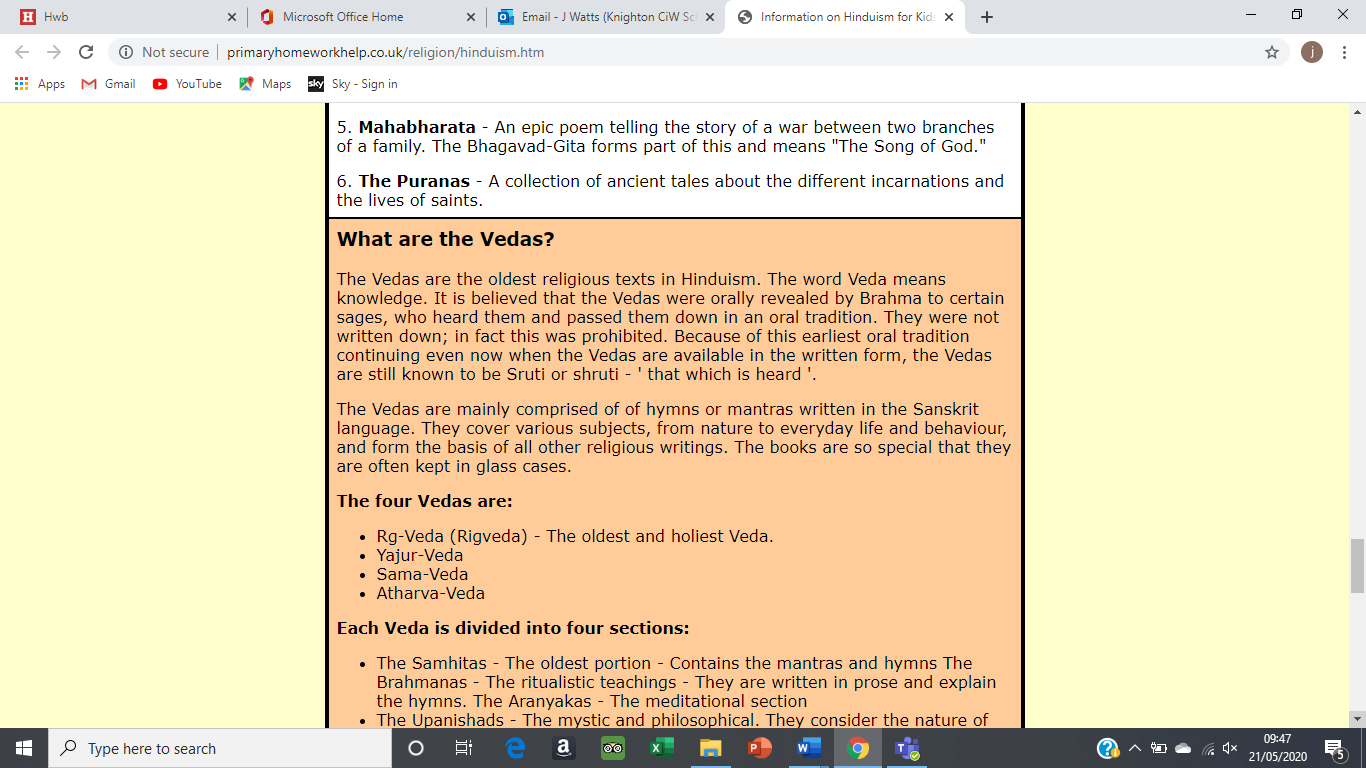 Hwb
Microsoft Office Home
Email - J Watts (Knighton CiW Sc
Information on Hinduism for Kid
Not secure
primaryhomeworkhelp.co.uk/religion/hinduism.htm
j
Apps
Gmail
YouTube
Maps
sky
Sky - Sign in
5. Mahabharata - An epic poem telling the story of a war between two branches
of a family. The Bhagavad-Gita forms part of this and means "The Song of God."
6. The Puranas - A collection of ancient tales about the different incarnations and
the lives of saints.
What are the Vedas?
The Vedas are the oldest religious texts in Hinduism. The word Veda means
knowledge. It is believed that the Vedas were orally revealed by Brahma to certain
sages, who heard them and passed them down in an oral tradition. They were not
written down; in fact this was prohibited. Because of this earliest oral tradition
continuing even now when the Vedas are available in the written form, the Vedas
are still known to be Sruti or shruti - ' that which is heard '.
The Vedas are mainly comprised of of hymns or mantras written in the Sanskrit
language. They cover various subjects, from nature to everyday life and behaviour,
and form the basis of all other religious writings. The books are so special that they
are often kept in glass cases.
The four Vedas are:
• Rg-Veda (Rigveda) - The oldest and holiest Veda.
• Yajur-Veda
• Sama-Veda
• Atharva-Veda
Each Veda is divided into four sections:
• The Samhitas - The oldest portion - Contains the mantras and hymns The
Brahmanas - The ritualistic teachings - They are written in prose and explain
the hymns. The Aranyakas - The meditational section
• The Upanishads - The mystic and philosophical. They consider the nature of
Type here to search
09:47
21/05/2020
5